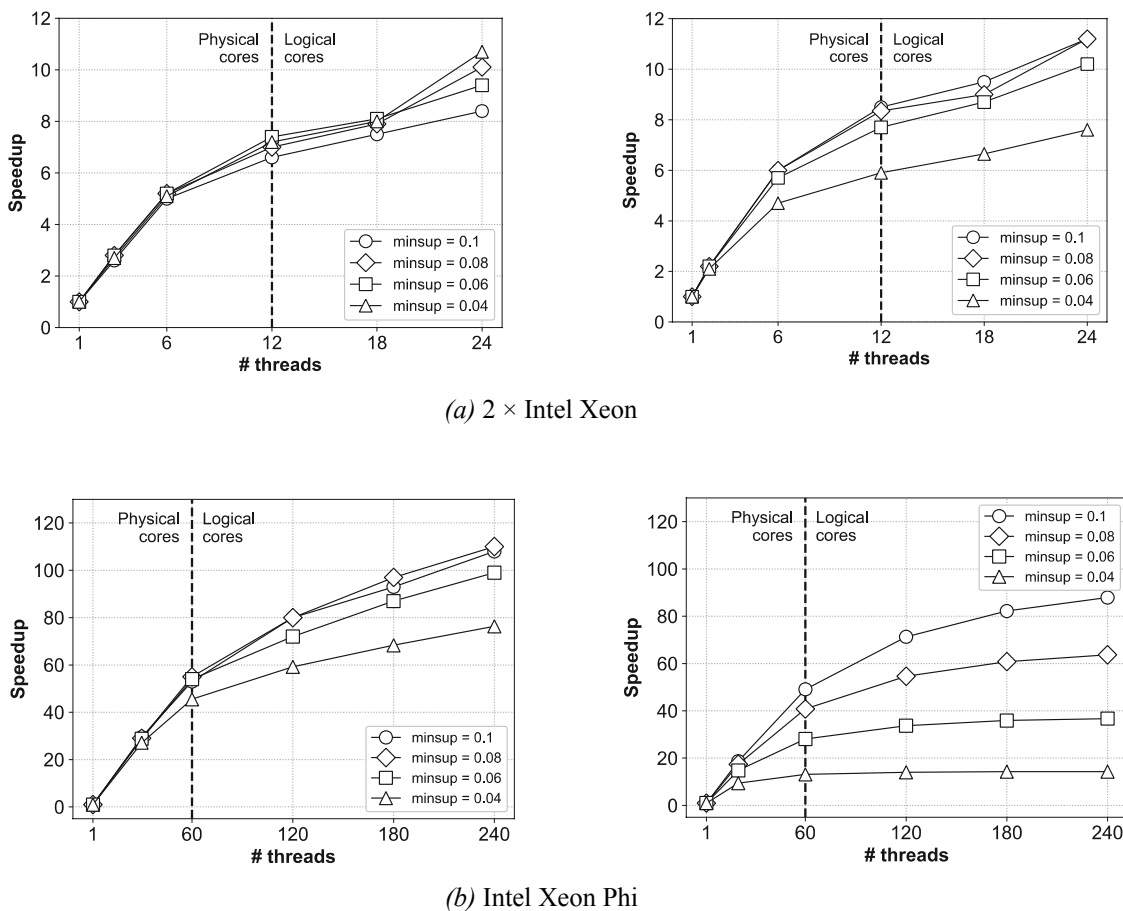 12
10
8
6
4
2
0
Speedup
Physical Logical
cores cores
minsup = 0.1
minsup = 0.08
minsup = 0.06
minsup = 0.04
1 6 12 18 24
# threads
12
10
8
6
4
2
0
Speedup
Physical Logical
cores cores
minsup = 0.1
minsup = 0.08
minsup = 0.06
minsup = 0.04
1 6 12 18 24
# threads
(a) 2 × Intel Xeon
120
100
80
60
40
20
0
Speedup
Physical Logical
cores cores
minsup = 0.1
minsup = 0.08
minsup = 0.06
minsup = 0.04
1 60 120 180 240
# threads
120
100
80
60
40
20
0
Speedup
Physical Logical
cores cores
minsup = 0.1
minsup = 0.08
minsup = 0.06
minsup = 0.04
1 60 120 180 240
# threads
(b) Intel Xeon Phi